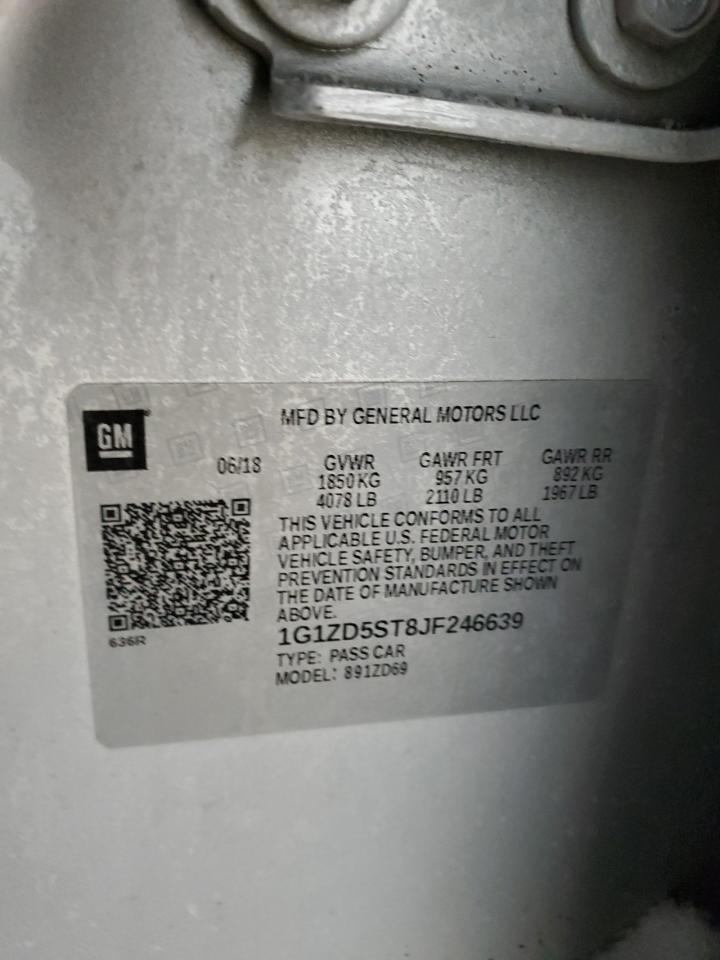 GM
MFD BY GENERAL MOTORS LLC
06/18 GVWR GAWR FRT GAWR RR
1850 KG 957 KG 892 KG
4078 LB 2110 LB 1967 LB
THIS VEHICLE CONFORMS TO ALL
APPLICABLE U.S. FEDERAL MOTOR
VEHICLE SAFETY, BUMPER, AND THEFT
PREVENTION STANDARDS IN EFFECT ON
THE DATE OF MANUFACTURE SHOWN
ABOVE.
636R
1G1ZD5ST8JF246639
TYPE: PASS CAR
MODEL: 891ZD69